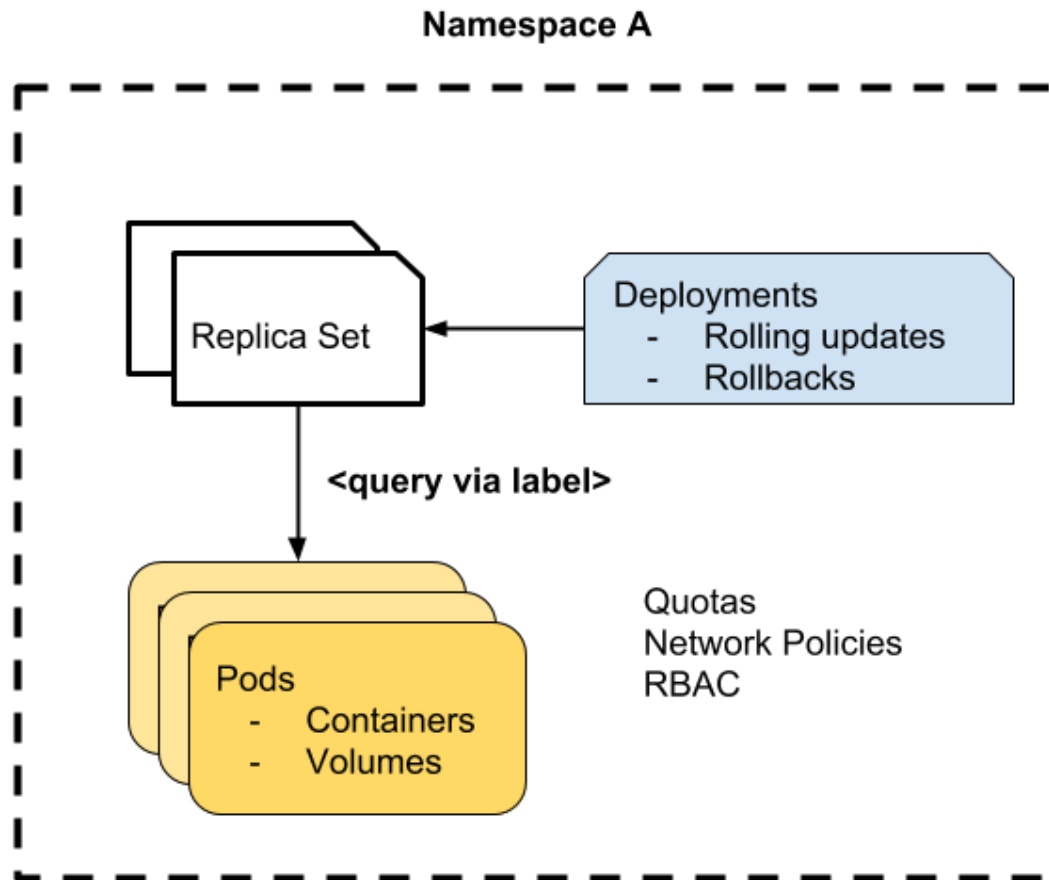 Namespace A
Replica Set
Deployments
- Rolling updates
- Rollbacks
<query via label>
Pods
- Containers
- Volumes
Quotas
Network Policies
RBAC